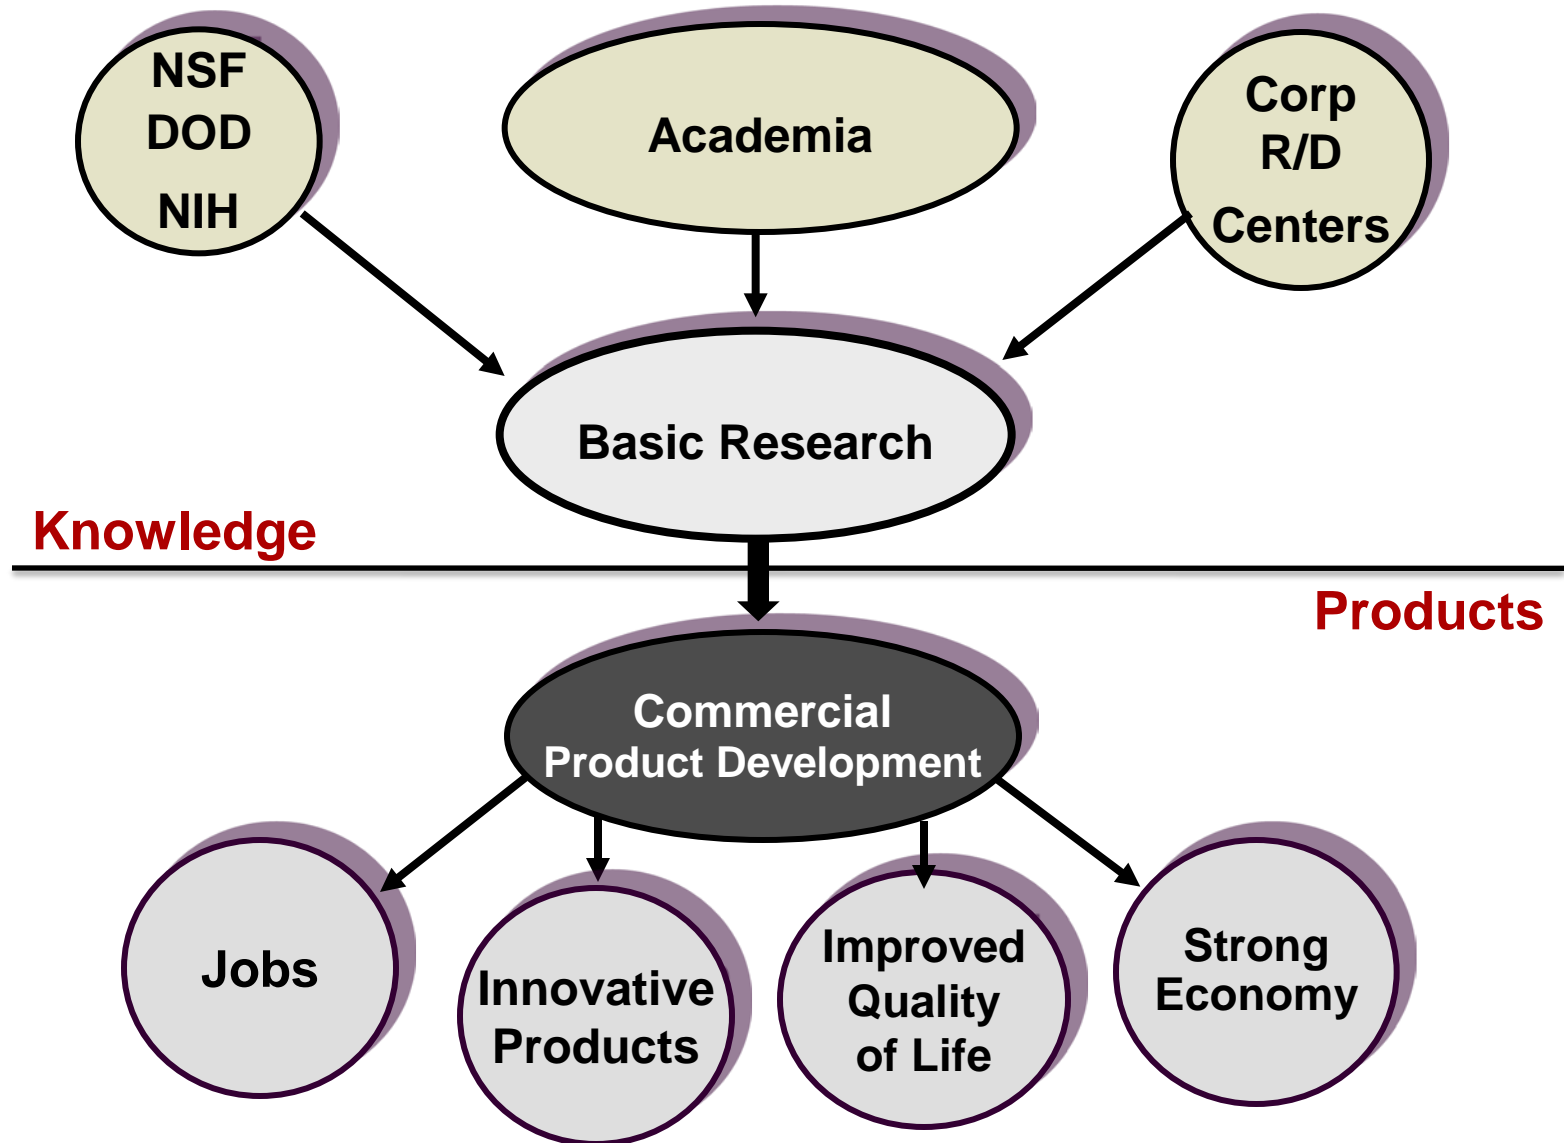 NSF
DOD
NIH
Academia
Corp
R/D
Centers
Basic Research
Knowledge
Products
Commercial
Product Development
Jobs
Innovative
Products
Improved
Quality
of Life
Strong
Economy